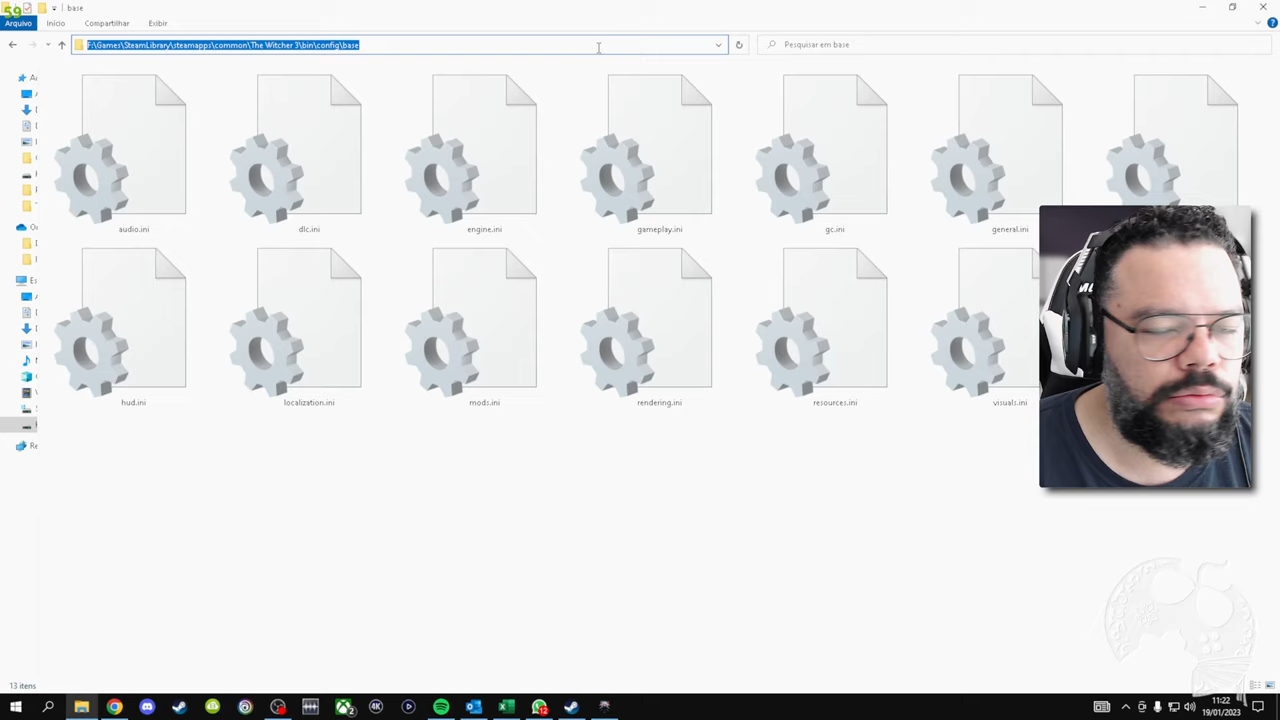 59
base
Arquivo Início Compartilhar Exibir
F:\Games\SteamLibrary\steamapps\common\The Witcher 3\bin\config\base
Pesquisar em base
audio.ini dlc.ini engine.ini gameplay.ini gc.ini general.ini
hud.ini localization.ini mods.ini rendering.ini resources.ini visuals.ini
13 itens
11:22
19/01/2023